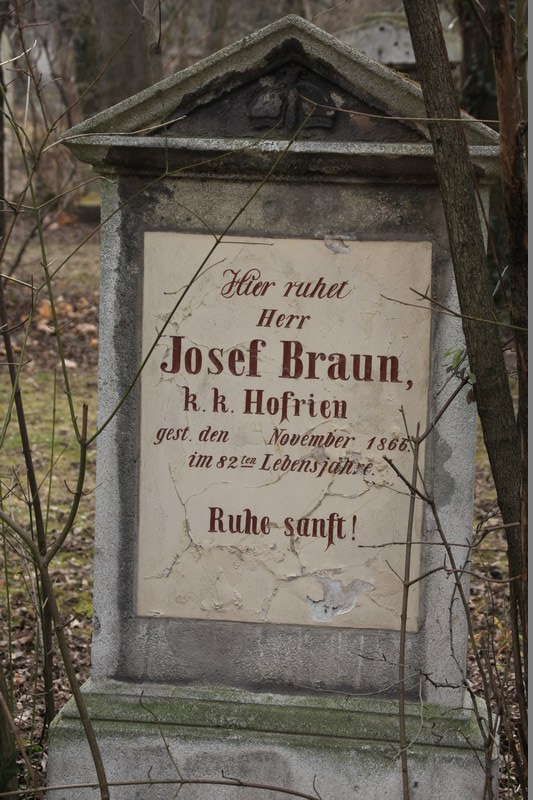 Hier ruhet
Herr
Josef Braun,
k. k. Hofrien
gest. den November 1866.
im 82ten Lebensjahre.
Ruhe sanft!